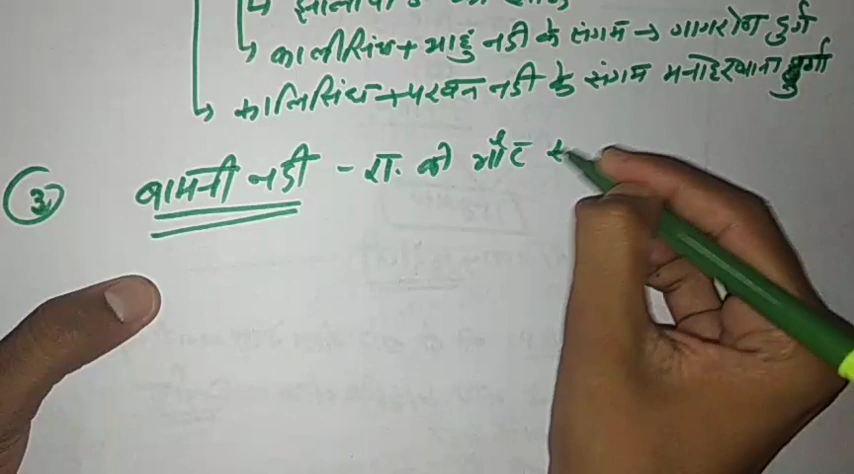 कालीसिंध + आहुं नदी के संगम → गागरोन दुर्ग
कालिसिंध + परवन नदी के संगम मनोहरथाना दुर्ग
③ बामनी नदी - रा. की भौट